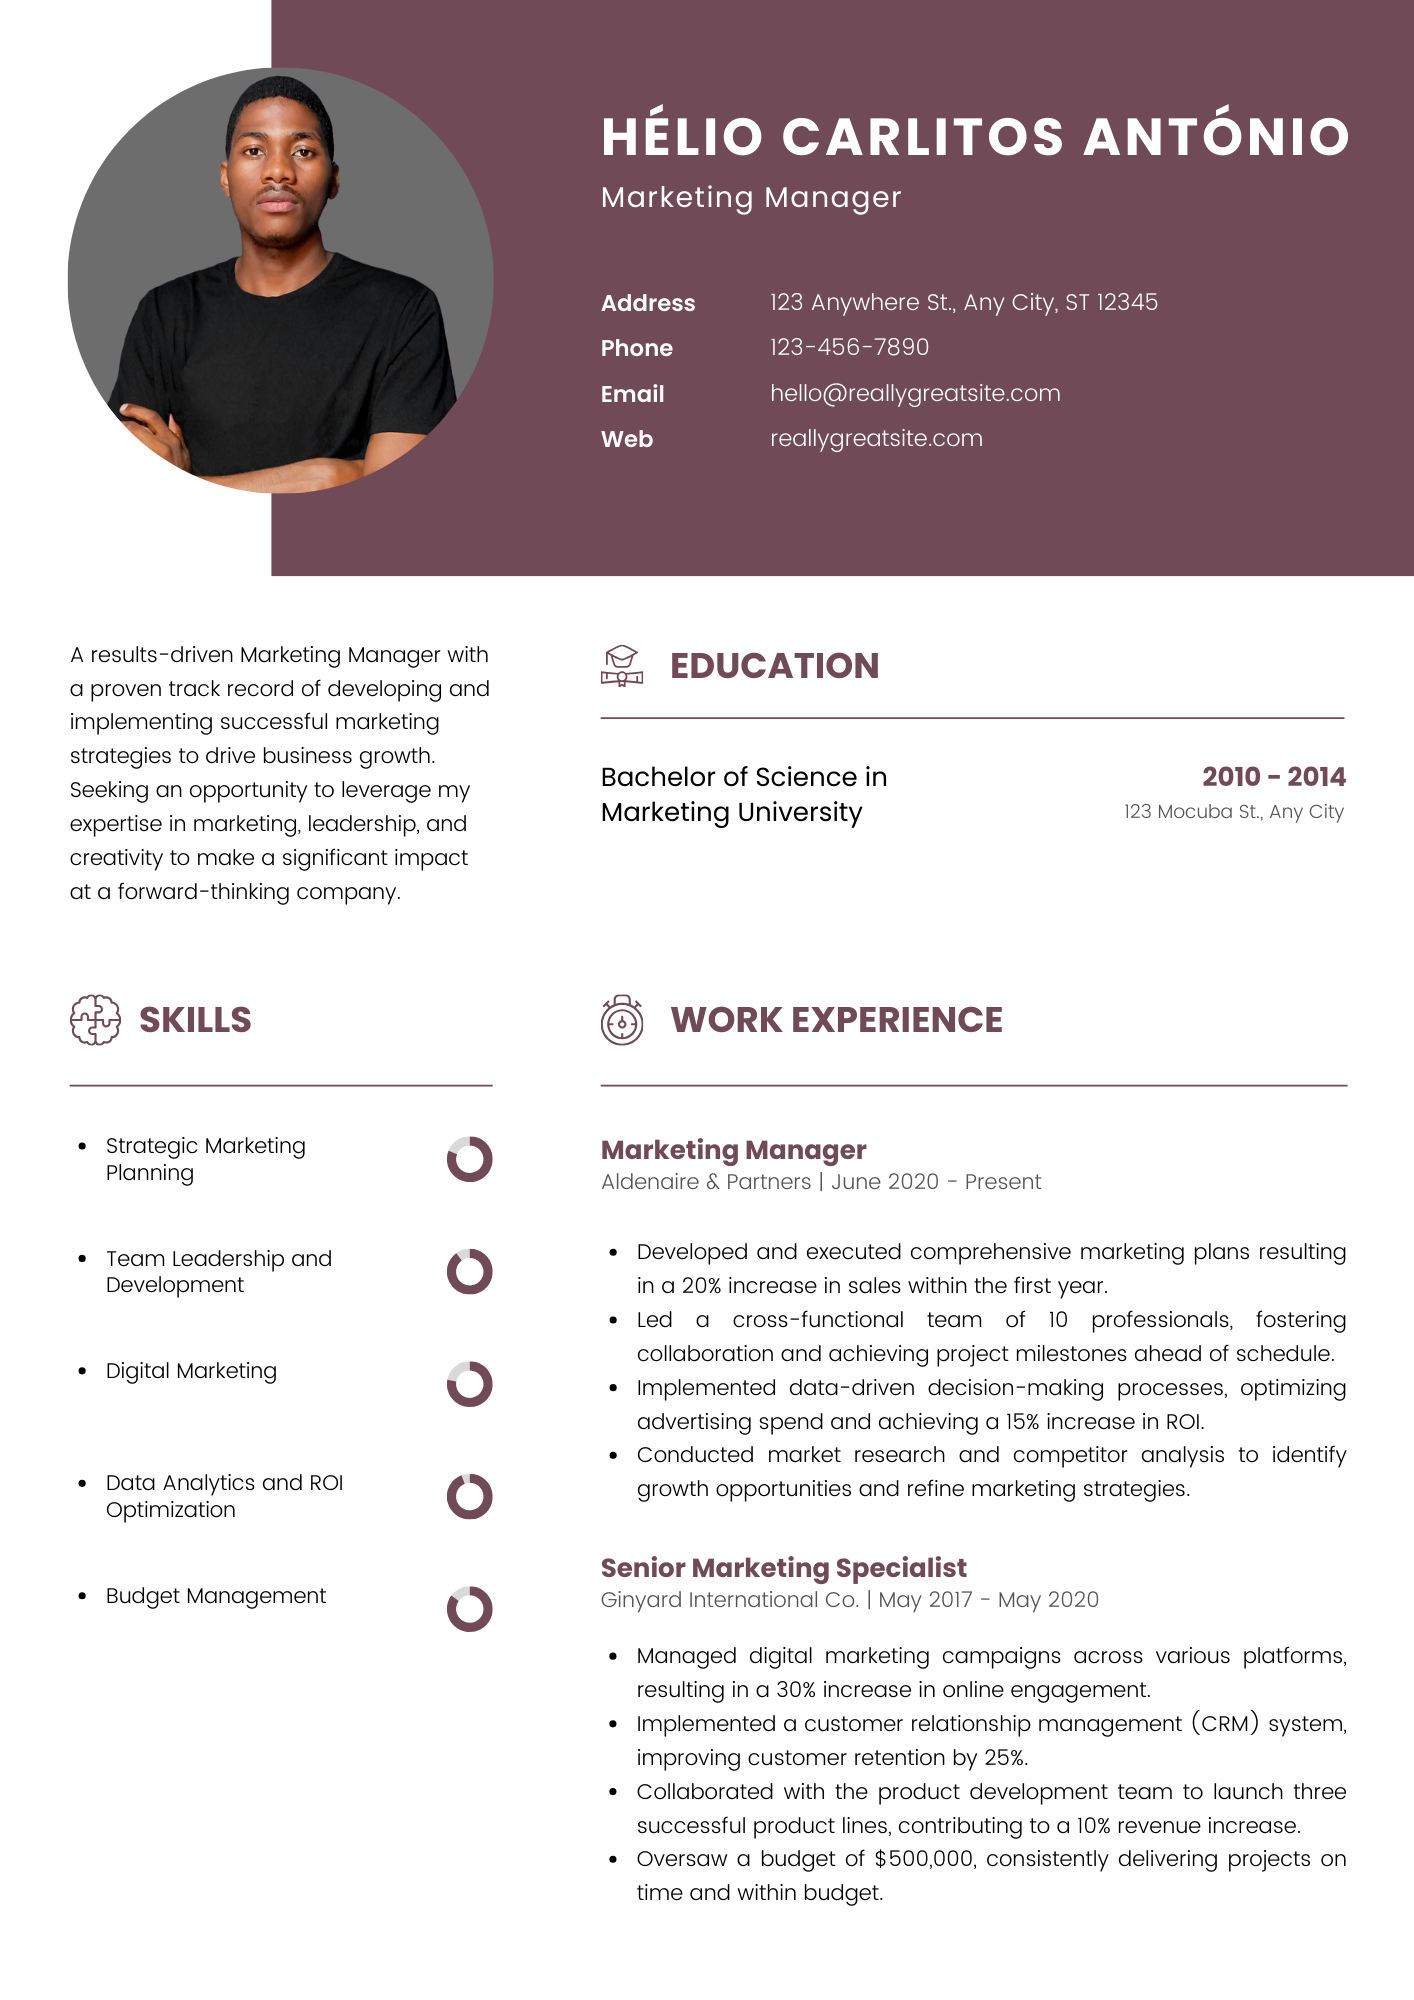 HÉLIO CARLITOS ANTÓNIO
Marketing Manager
Address 123 Anywhere St., Any City, ST 12345
Phone 123-456-7890
Email hello@reallygreatsite.com
Web reallygreatsite.com
A results-driven Marketing Manager with
a proven track record of developing and
implementing successful marketing
strategies to drive business growth.
Seeking an opportunity to leverage my
expertise in marketing, leadership, and
creativity to make a significant impact
at a forward-thinking company.
EDUCATION
Bachelor of Science in
Marketing University
2010 - 2014
123 Mocuba St., Any City
SKILLS
• Strategic Marketing
Planning
• Team Leadership and
Development
• Digital Marketing
• Data Analytics and ROI
Optimization
• Budget Management
WORK EXPERIENCE
Marketing Manager
Aldenaire & Partners | June 2020 - Present
• Developed and executed comprehensive marketing plans resulting
in a 20% increase in sales within the first year.
• Led a cross-functional team of 10 professionals, fostering
collaboration and achieving project milestones ahead of schedule.
• Implemented data-driven decision-making processes, optimizing
advertising spend and achieving a 15% increase in ROI.
• Conducted market research and competitor analysis to identify
growth opportunities and refine marketing strategies.
Senior Marketing Specialist
Ginyard International Co. | May 2017 - May 2020
• Managed digital marketing campaigns across various platforms,
resulting in a 30% increase in online engagement.
• Implemented a customer relationship management (CRM) system,
improving customer retention by 25%.
• Collaborated with the product development team to launch three
successful product lines, contributing to a 10% revenue increase.
• Oversaw a budget of $500,000, consistently delivering projects on
time and within budget.